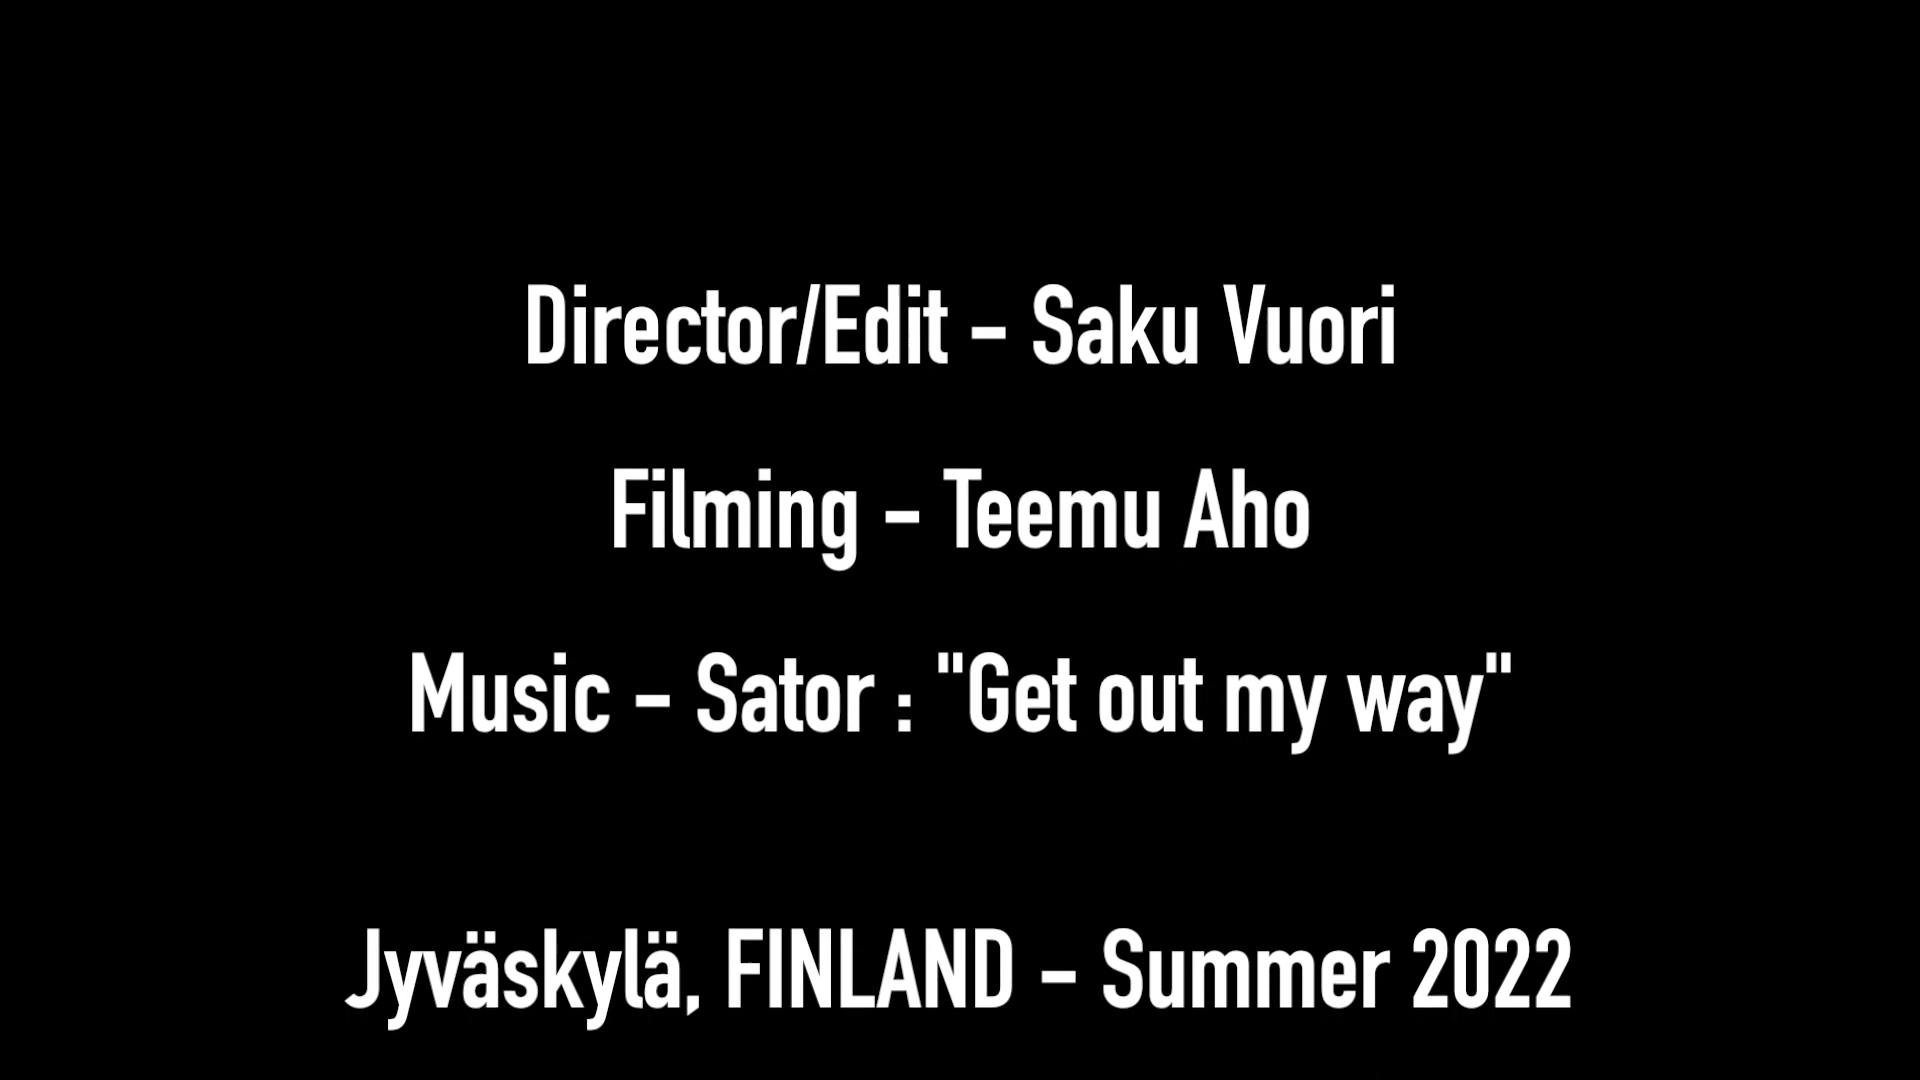 Director/Edit - Saku Vuori
Filming - Teemu Aho
Music - Sator : "Get out my way"
Jyväskylä, FINLAND - Summer 2022